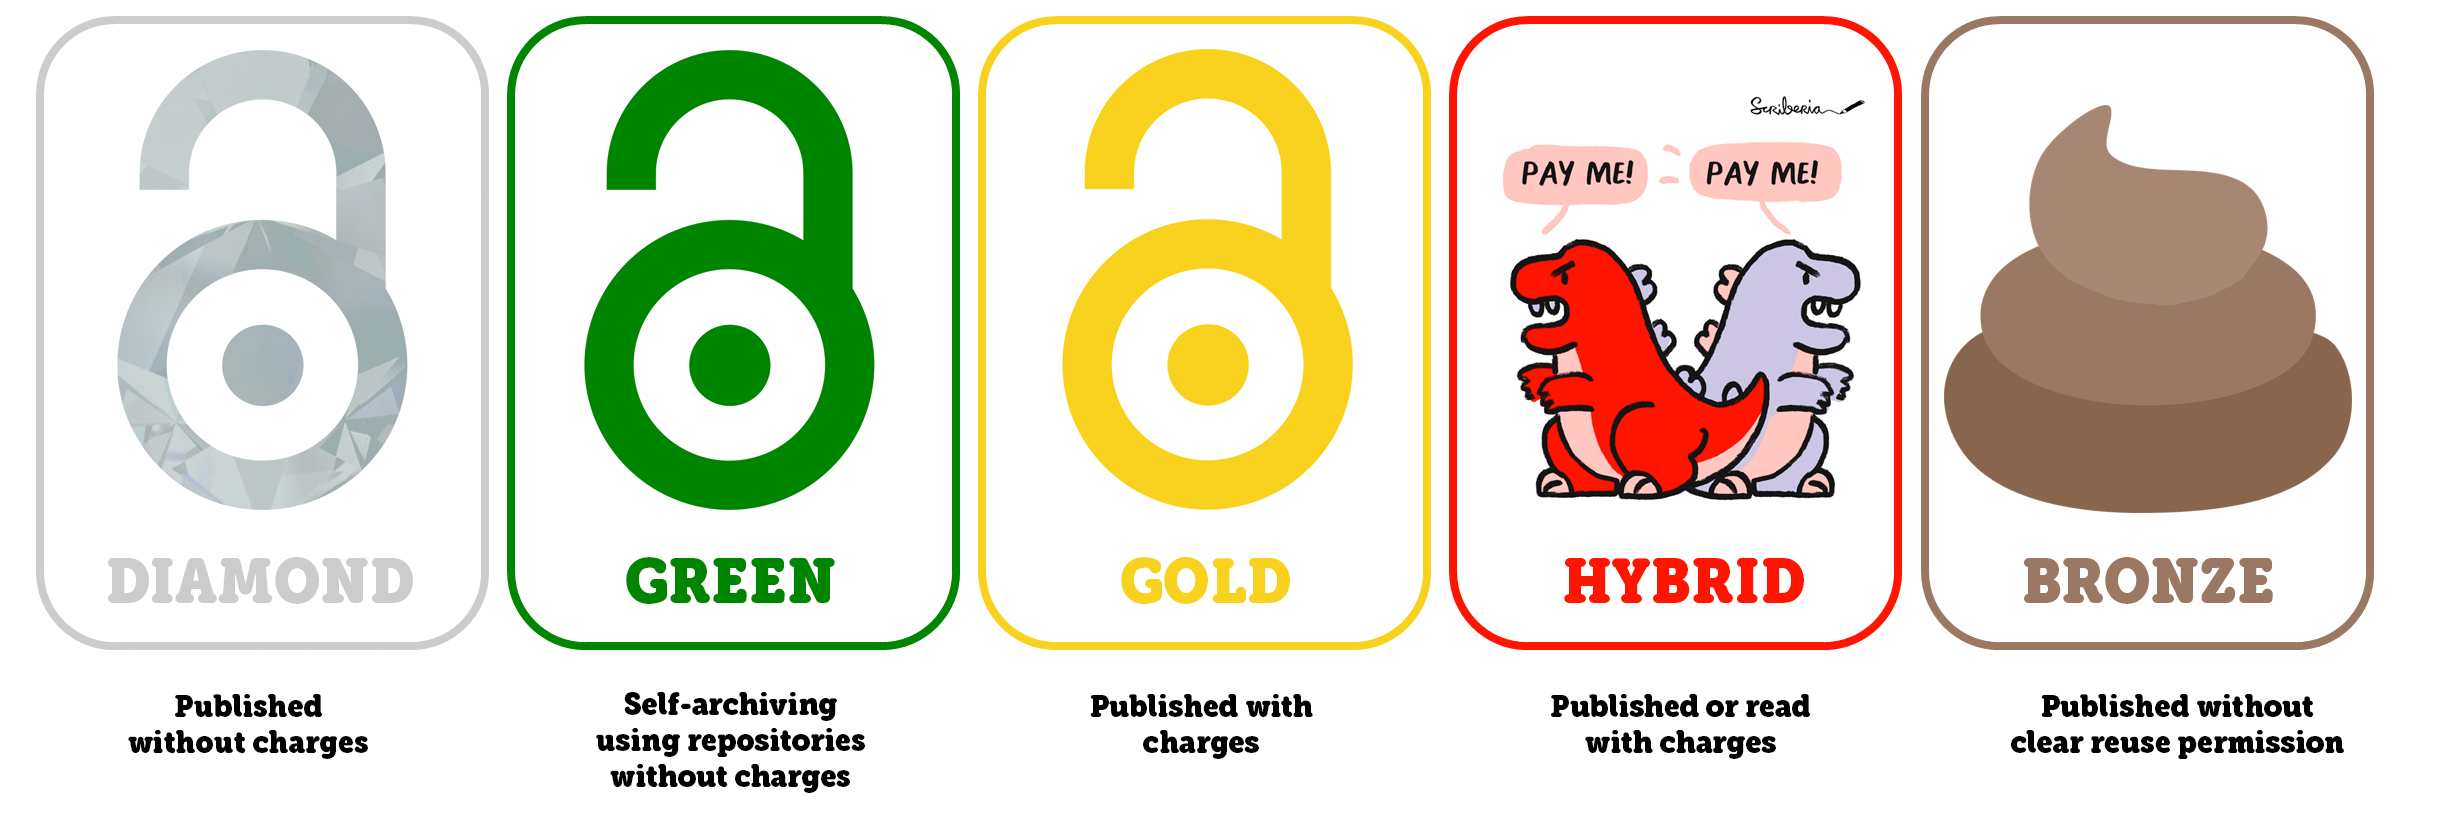 Scriberia
PAY ME!
PAY ME!
DIAMOND
GREEN
GOLD
HYBRID
BRONZE
Published
without charges
Self-archiving
using repositories
without charges
Published with
charges
Published or read
with charges
Published without
clear reuse permission